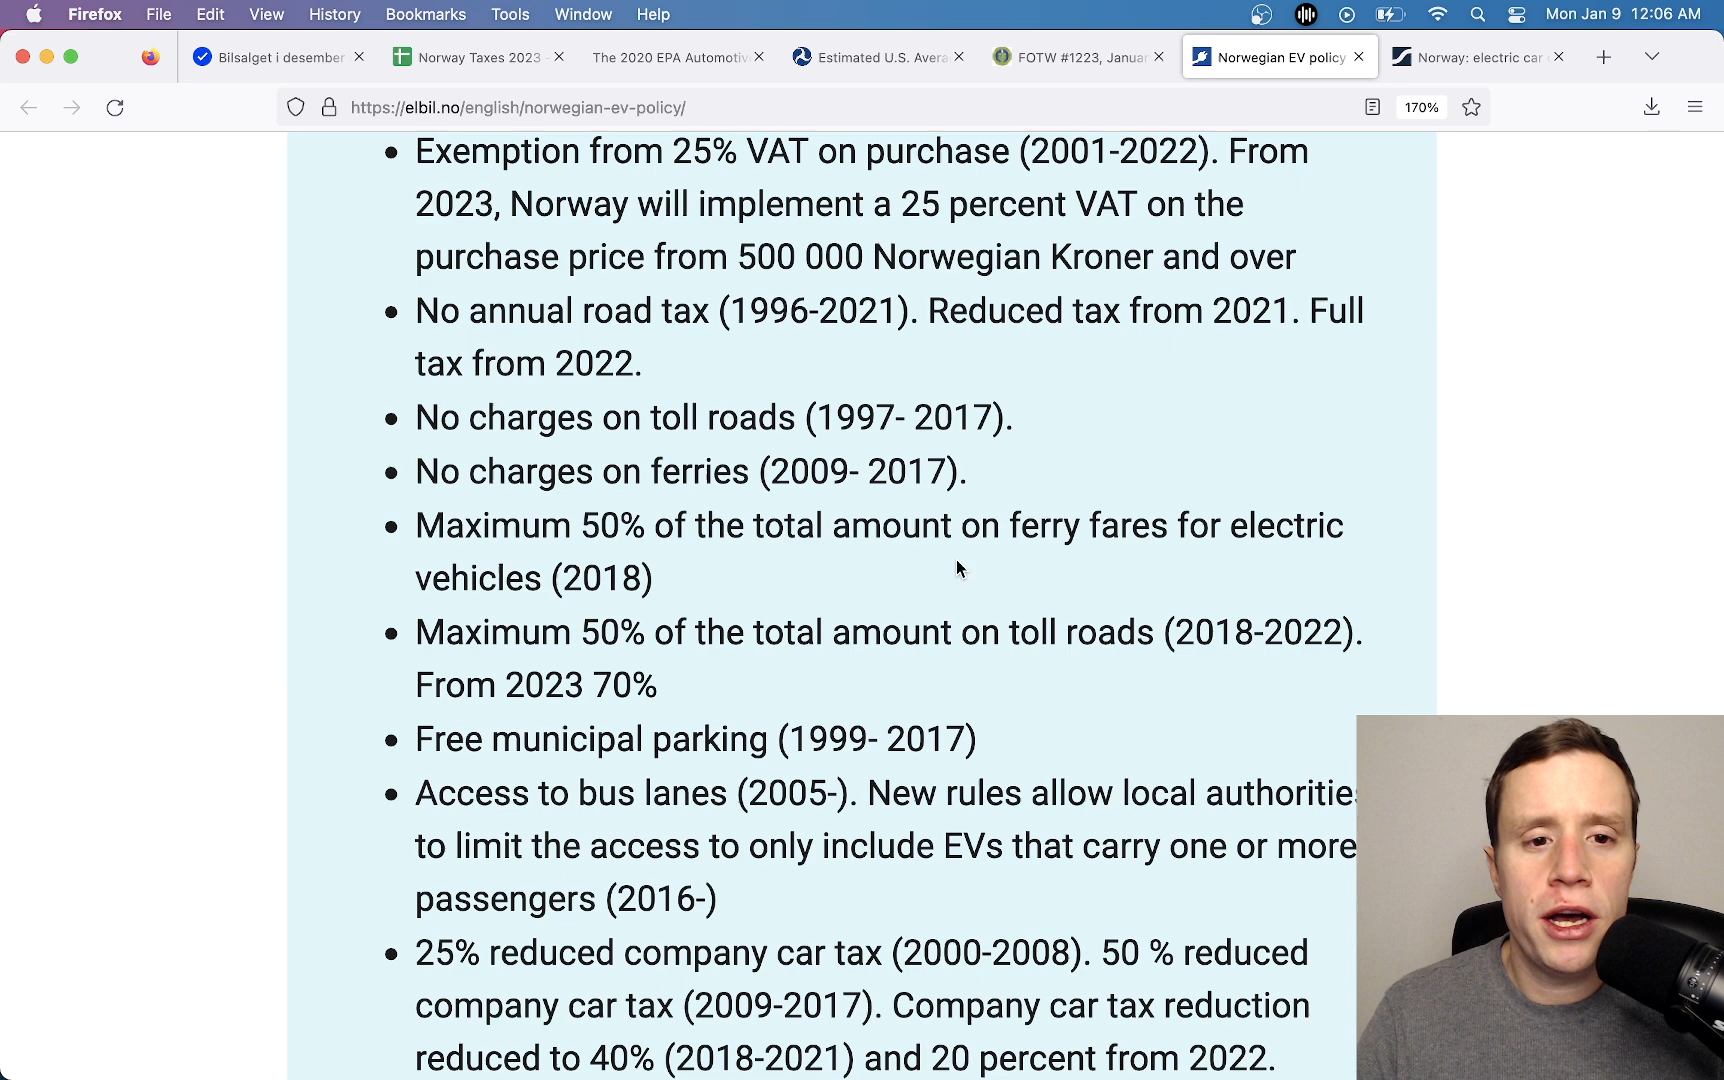 Firefox File Edit View History Bookmarks Tools Window Help Mon Jan 9 12:06 AM
Bilsalget i desember Norway Taxes 2023 - The 2020 EPA Automotiv Estimated U.S. Avera FOTW #1223, Januar Norwegian EV policy Norway: electric car
https://elbil.no/english/norwegian-ev-policy/ 170%
• Exemption from 25% VAT on purchase (2001-2022). From
2023, Norway will implement a 25 percent VAT on the
purchase price from 500 000 Norwegian Kroner and over
• No annual road tax (1996-2021). Reduced tax from 2021. Full
tax from 2022.
• No charges on toll roads (1997- 2017).
• No charges on ferries (2009- 2017).
• Maximum 50% of the total amount on ferry fares for electric
vehicles (2018)
• Maximum 50% of the total amount on toll roads (2018-2022).
From 2023 70%
• Free municipal parking (1999- 2017)
• Access to bus lanes (2005-). New rules allow local authorities
to limit the access to only include EVs that carry one or more
passengers (2016-)
• 25% reduced company car tax (2000-2008). 50 % reduced
company car tax (2009-2017). Company car tax reduction
reduced to 40% (2018-2021) and 20 percent from 2022.